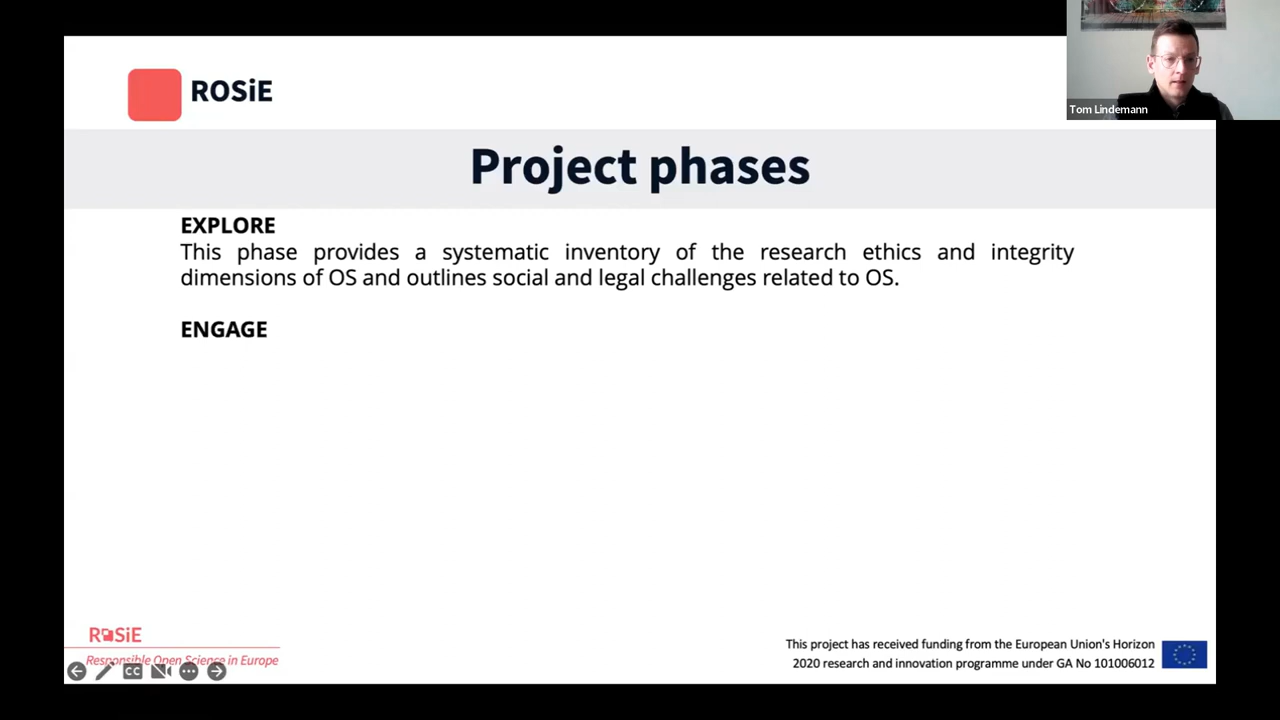 ROSiE
Tom Lindemann
Project phases
EXPLORE
This phase provides a systematic inventory of the research ethics and integrity
dimensions of OS and outlines social and legal challenges related to OS.
ENGAGE
ROSiE
Responsible Open Science in Europe
CC
This project has received funding from the European Union's Horizon
2020 research and innovation programme under GA No 101006012